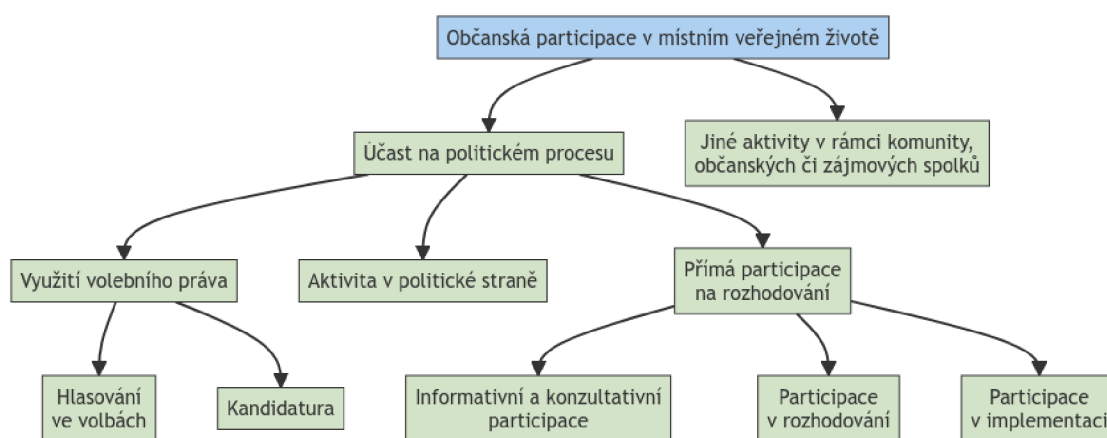 Občanská participace v místním veřejném životě
Účast na politickém procesu
Jiné aktivity v rámci komunity,
občanských či zájmových spolků
Využití volebního práva
Aktivita v politické straně
Přímá participace
na rozhodování
Hlasování
ve volbách
Kandidatura
Informativní a konzultativní
participace
Participace
v rozhodování
Participace
v implementaci